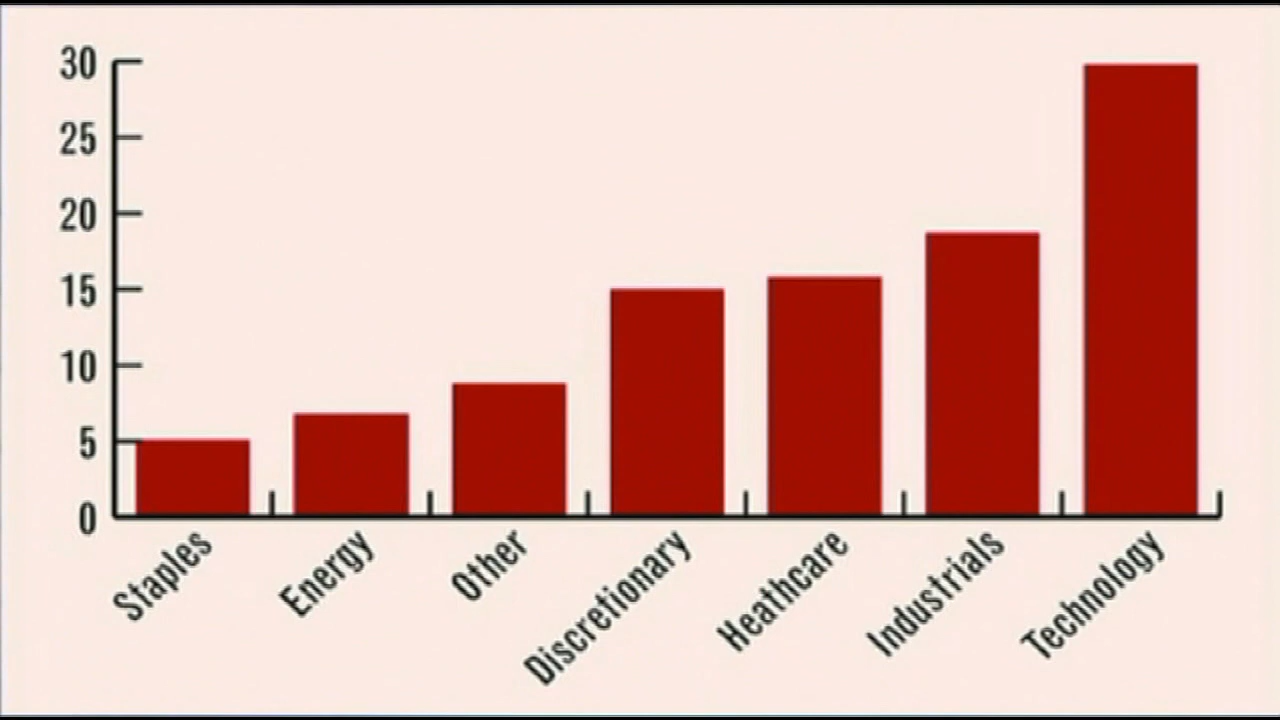 30
25
20
15
10
5
0
Staples
Energy
Other
Discretionary
Heathcare
Industrials
Technology